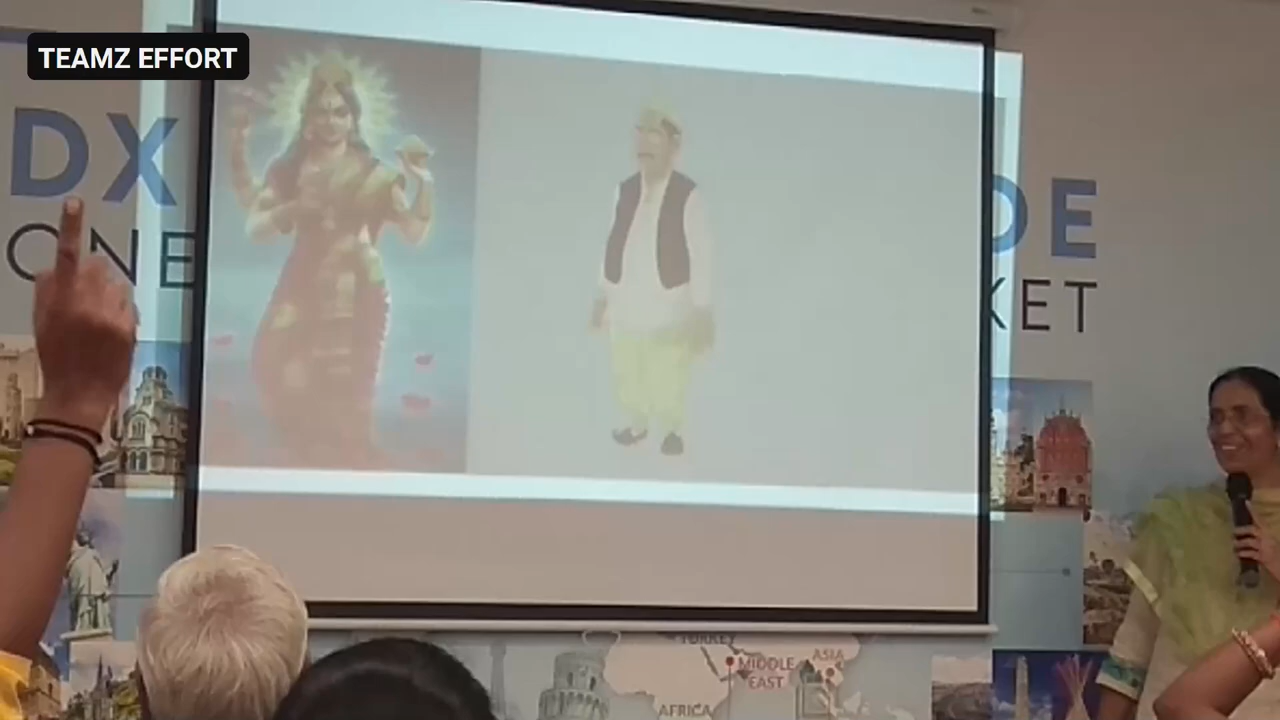 TEAMZ EFFORT
DX
ONE
DE
KET
TURKEY
MIDDLE
EAST
ASIA
AFRICA